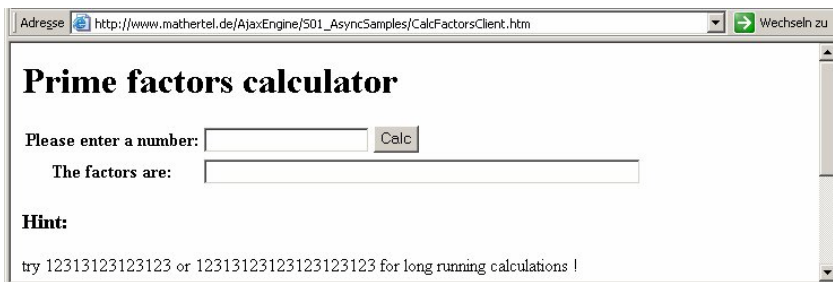 Adresse http://www.mathertel.de/AjaxEngine/S01_AsyncSamples/CalcFactorsClient.htm Wechseln zu
Prime factors calculator
Please enter a number: Calc
The factors are:
Hint:
try 12313123123123 or 12313123123123123123 for long running calculations !